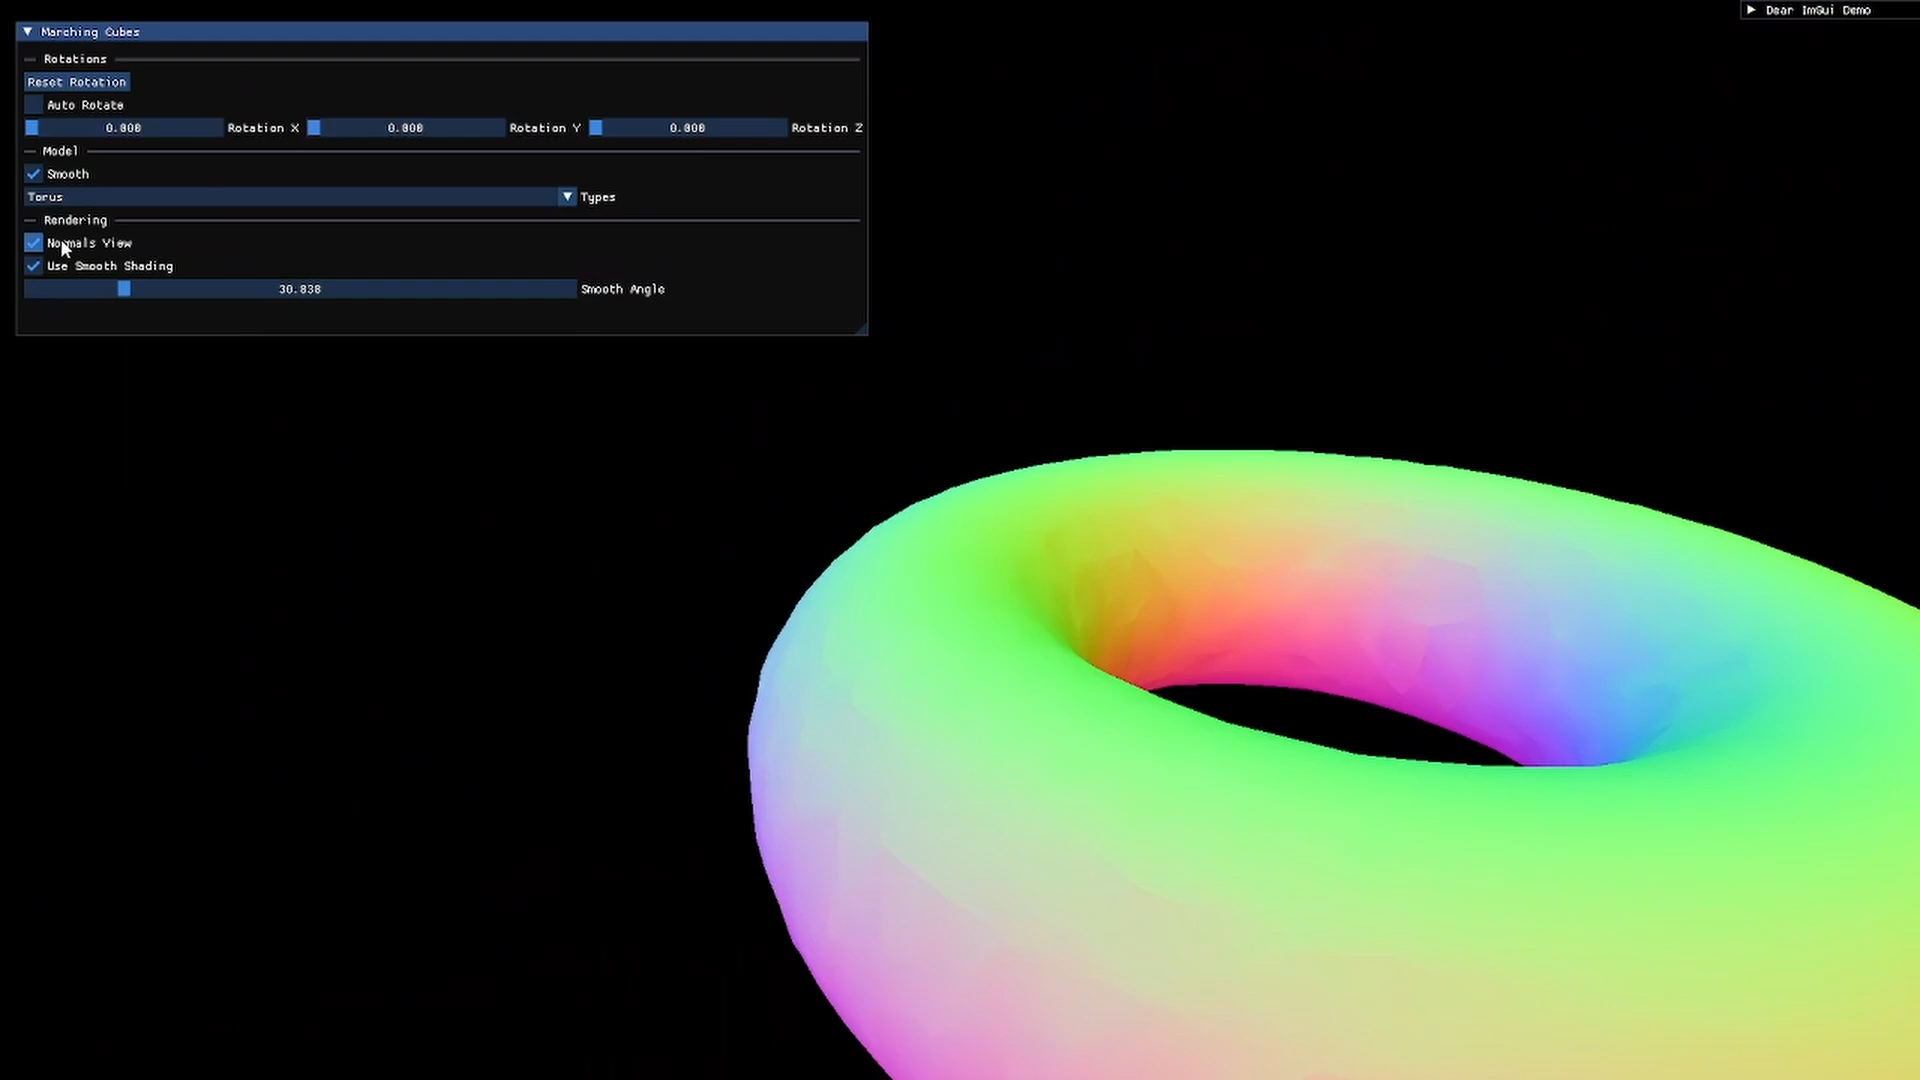 Marching Cubes
Dear ImGui Demo
Rotations
Reset Rotation
Auto Rotate
0.000 Rotation X 0.000 Rotation Y 0.000 Rotation Z
Model
Smooth
Torus Types
Rendering
Normals View
Use Smooth Shading
30.838 Smooth Angle